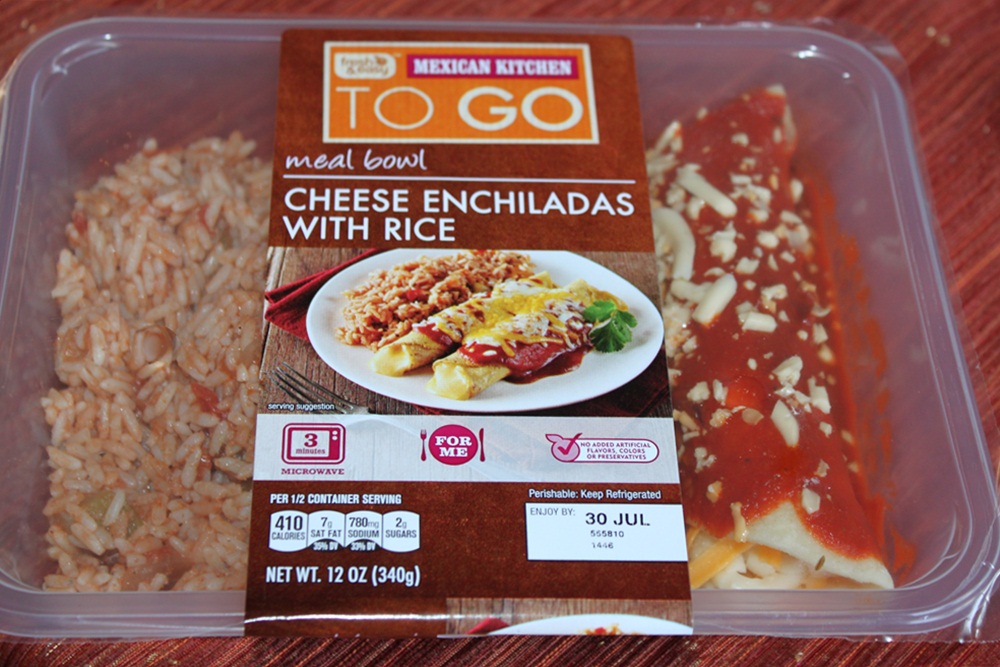 fresh & easy™ MEXICAN KITCHEN
TO GO
meal bowl
CHEESE ENCHILADAS
WITH RICE
serving suggestion
3
minutes
MICROWAVE
FOR
ME
NO ADDED ARTIFICIAL
FLAVORS, COLORS
OR PRESERVATIVES
PER 1/2 CONTAINER SERVING
410
CALORIES
7g
SAT FAT
35% DV
780mg
SODIUM
33% DV
2g
SUGARS
NET WT. 12 OZ (340g)
Perishable: Keep Refrigerated
ENJOY BY: 30 JUL
555810
1446